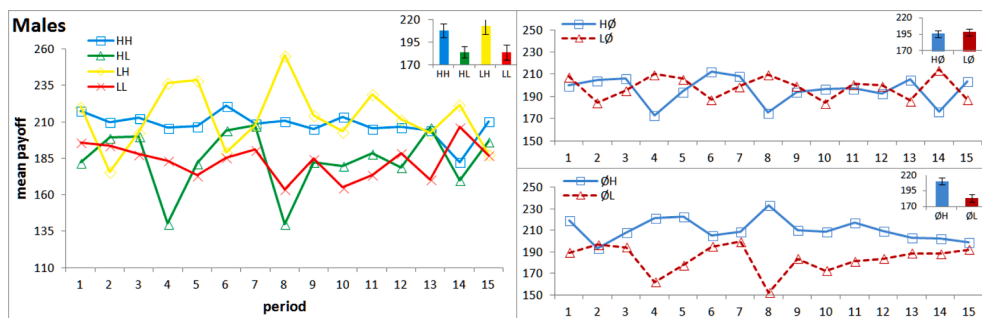 Males
mean payoff
260
235
210
185
160
135
110
HH
HL
LH
LL
220
195
170
HH HL LH LL
1 2 3 4 5 6 7 8 9 10 11 12 13 14 15
period
250
230
210
190
170
150
HØ
LØ
220
195
170
HØ LØ
1 2 3 4 5 6 7 8 9 10 11 12 13 14 15
250
230
210
190
170
150
ØH
ØL
220
195
170
ØH ØL
1 2 3 4 5 6 7 8 9 10 11 12 13 14 15